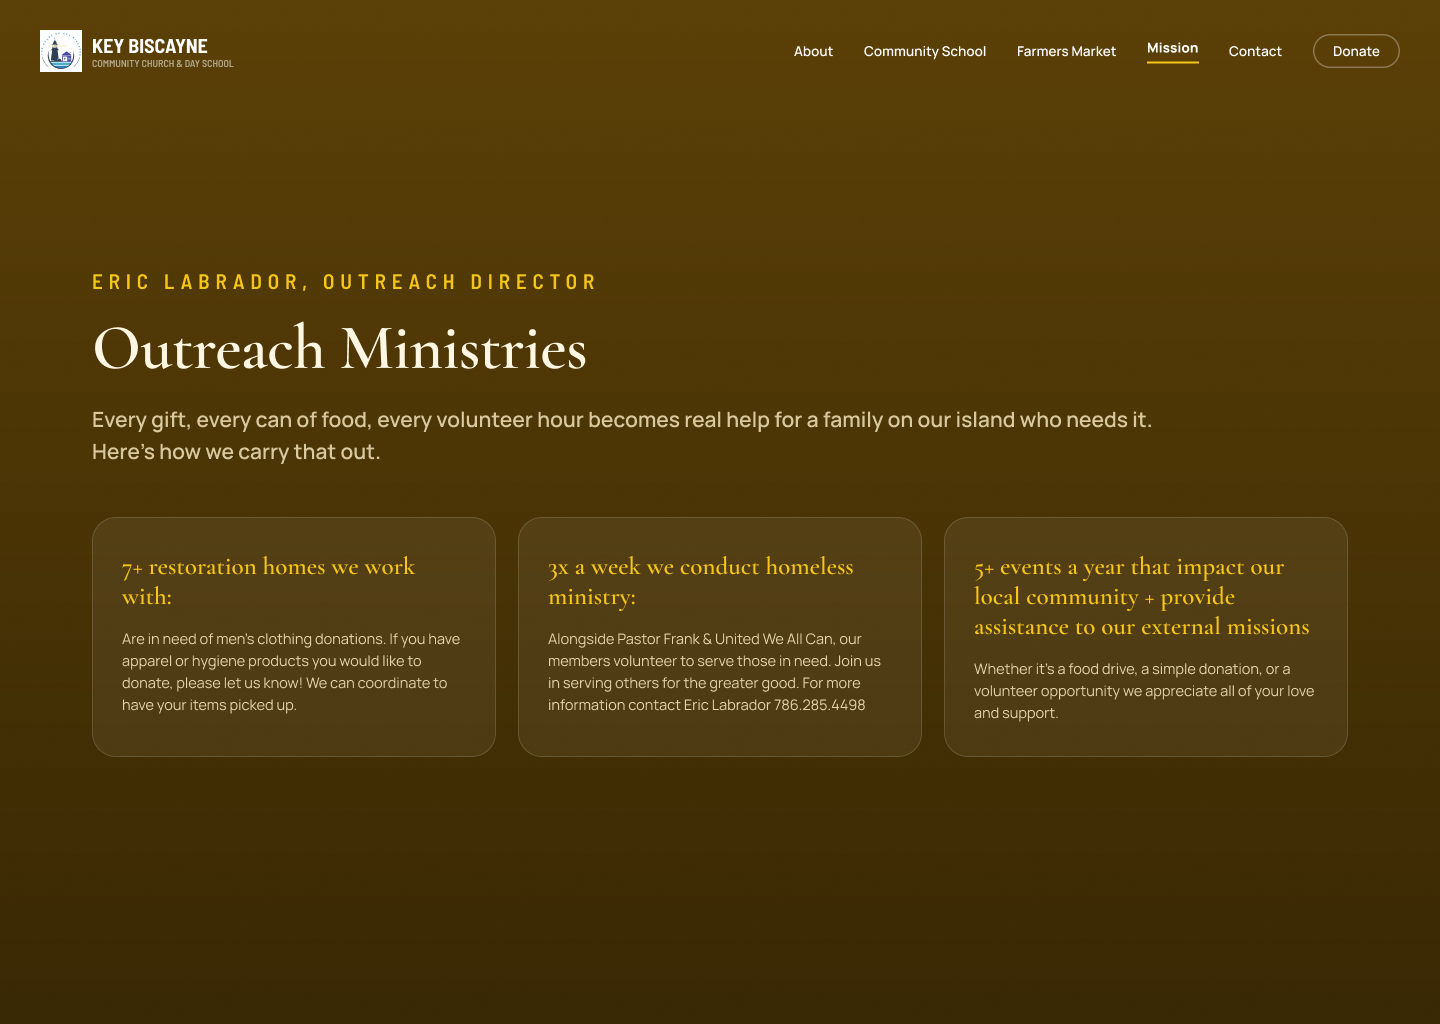 KEY BISCAYNE
COMMUNITY CHURCH & DAY SCHOOL
About Community School Farmers Market Mission Contact Donate
ERIC LABRADOR, OUTREACH DIRECTOR
Outreach Ministries
Every gift, every can of food, every volunteer hour becomes real help for a family on our island who needs it.
Here's how we carry that out.
7+ restoration homes we work
with:
Are in need of men's clothing donations. If you have
apparel or hygiene products you would like to
donate, please let us know! We can coordinate to
have your items picked up.
3x a week we conduct homeless
ministry:
Alongside Pastor Frank & United We All Can, our
members volunteer to serve those in need. Join us
in serving others for the greater good. For more
information contact Eric Labrador 786.285.4498
5+ events a year that impact our
local community + provide
assistance to our external missions
Whether it's a food drive, a simple donation, or a
volunteer opportunity we appreciate all of your love
and support.